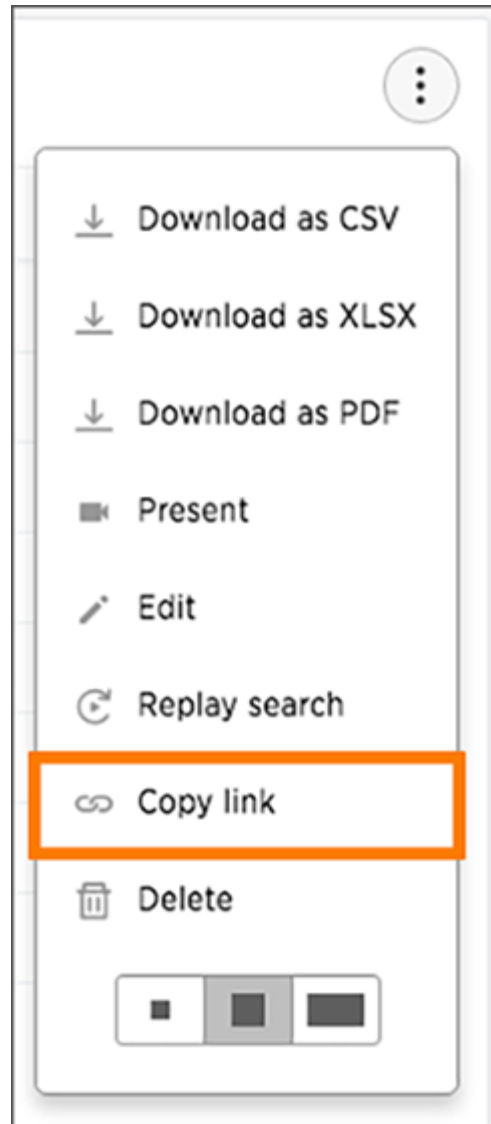 Download as CSV
Download as XLSX
Download as PDF
Present
Edit
Replay search
Copy link
Delete